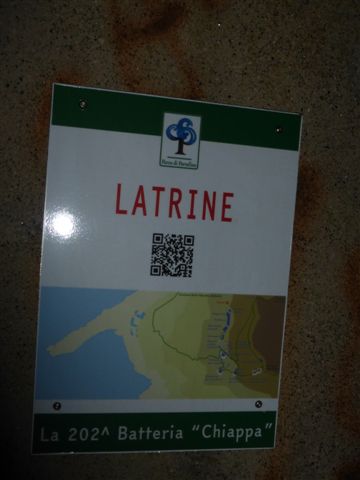 Parco di Portofino
LATRINE
La 202^ Batteria "Chiappa"